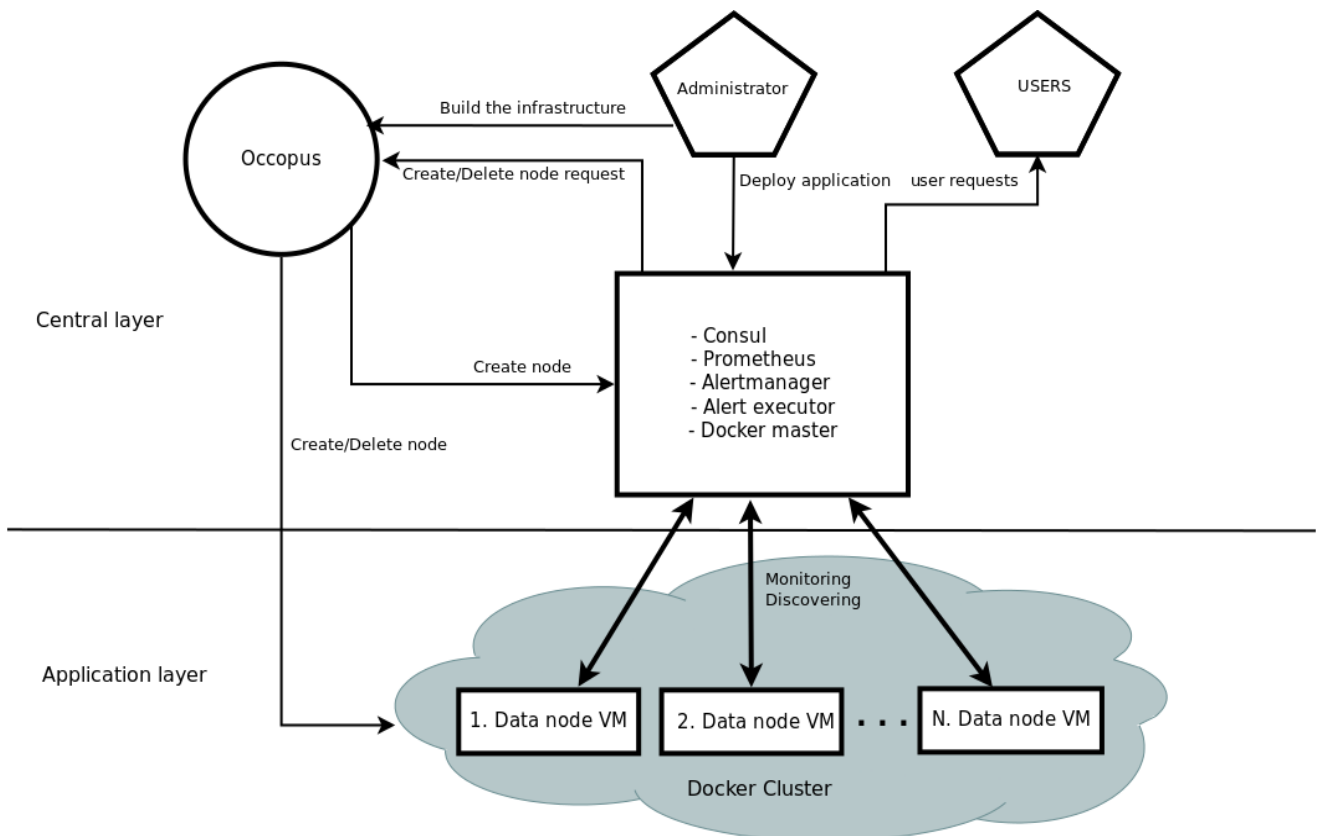 Administrator
USERS
Build the infrastructure
Occopus
Create/Delete node request
Deploy application
user requests
Central layer
- Consul
- Prometheus
- Alertmanager
- Alert executor
- Docker master
Create node
Create/Delete node
Monitoring
Discovering
Application layer
1. Data node VM
2. Data node VM
. . .
N. Data node VM
Docker Cluster